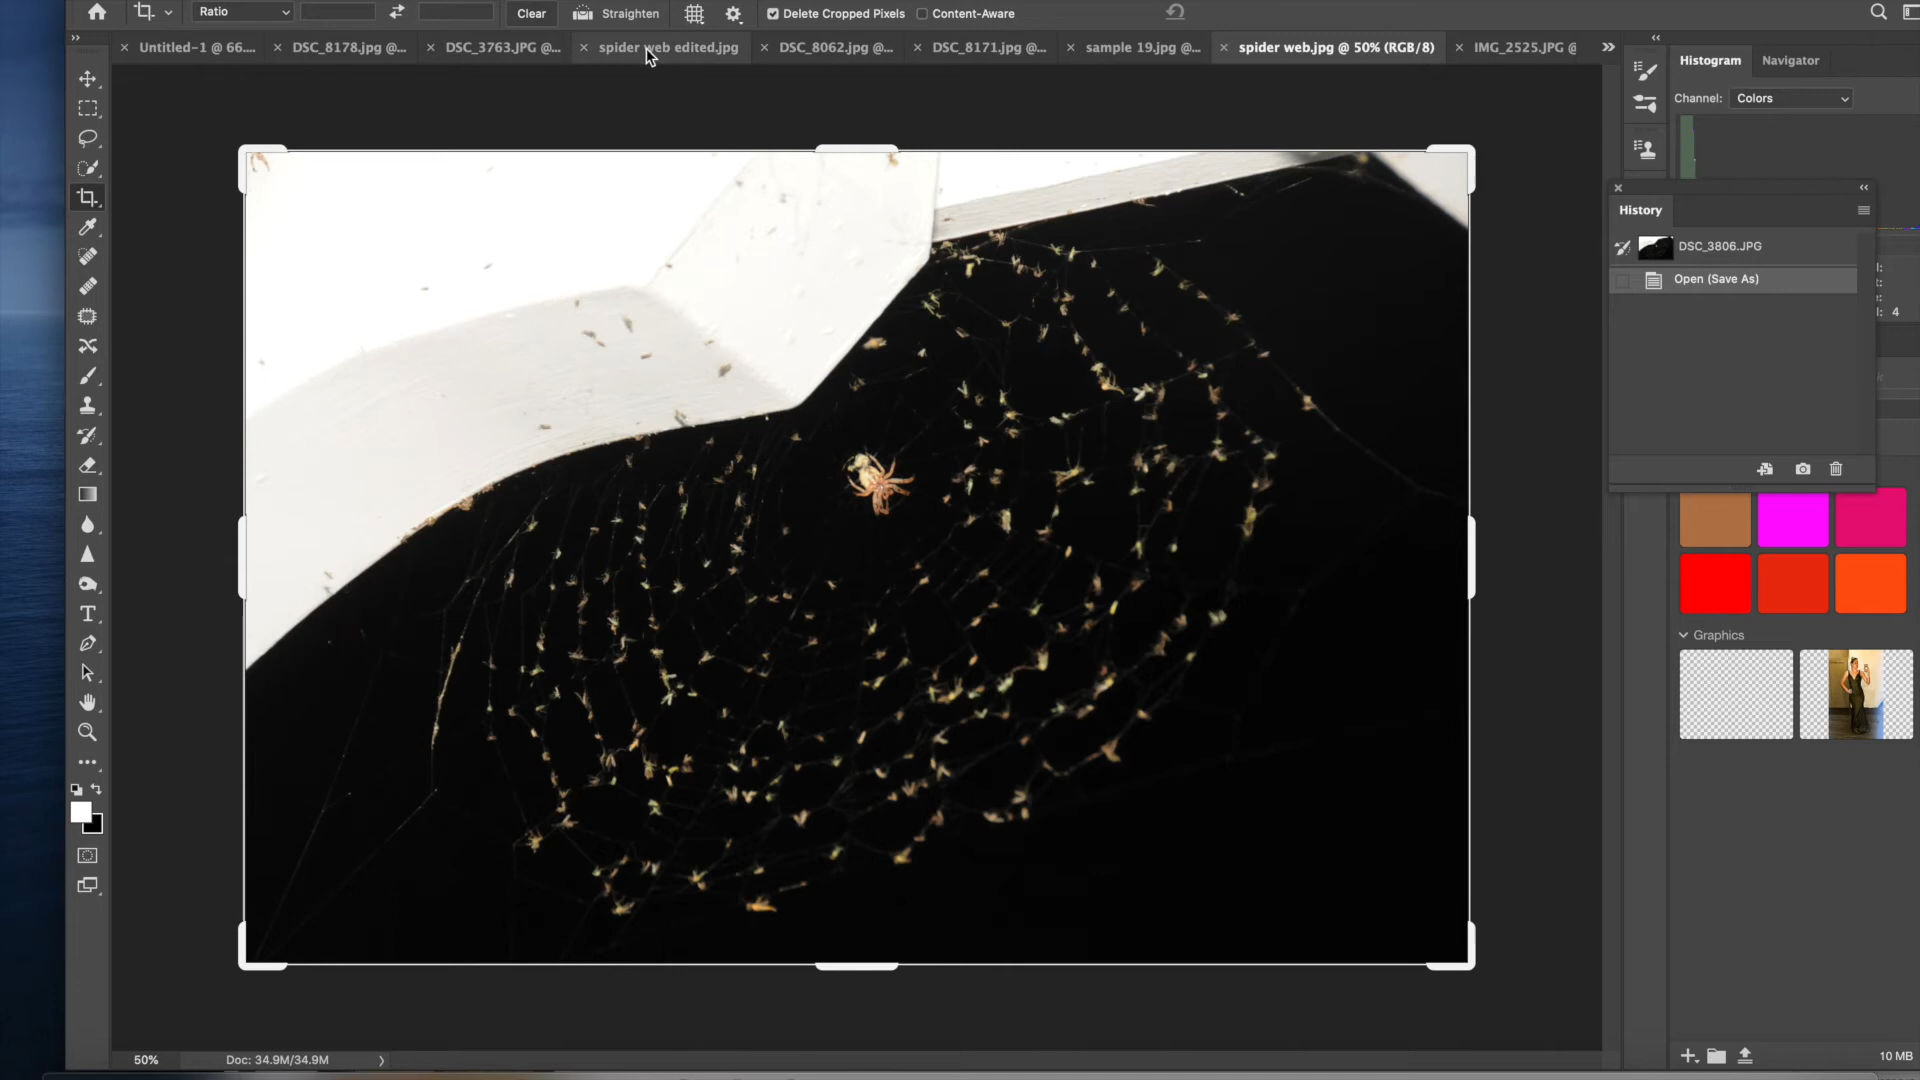 Ratio Clear Straighten Delete Cropped Pixels Content-Aware
Untitled-1 @ 66.... DSC_8178.jpg @... DSC_3763.JPG @... spider web edited.jpg DSC_8062.jpg @... DSC_8171.jpg @... sample 19.jpg @... spider web.jpg @ 50% (RGB/8) IMG_2525.JPG @
Histogram Navigator
Channel: Colors
History
DSC_3806.JPG
Open (Save As)
4
Graphics
50% Doc: 34.9M/34.9M
10 MB